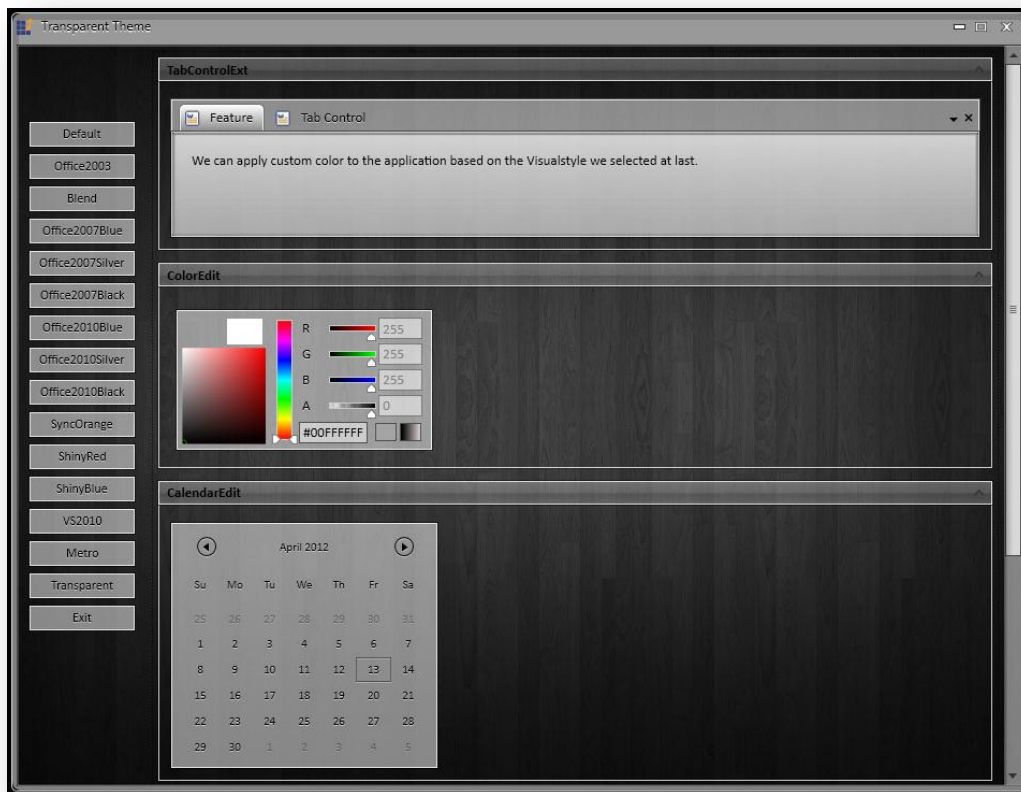 Transparent Theme
Default
Office2003
Blend
Office2007Blue
Office2007Silver
Office2007Black
Office2010Blue
Office2010Silver
Office2010Black
SyncOrange
ShinyRed
ShinyBlue
VS2010
Metro
Transparent
Exit
TabControlExt
Feature Tab Control
We can apply custom color to the application based on the Visualstyle we selected at last.
ColorEdit
R 255
G 255
B 255
A 0
#00FFFFFF
CalendarEdit
April 2012
Su Mo Tu We Th Fr Sa
25 26 27 28 29 30 31
1 2 3 4 5 6 7
8 9 10 11 12 13 14
15 16 17 18 19 20 21
22 23 24 25 26 27 28
29 30 1 2 3 4 5